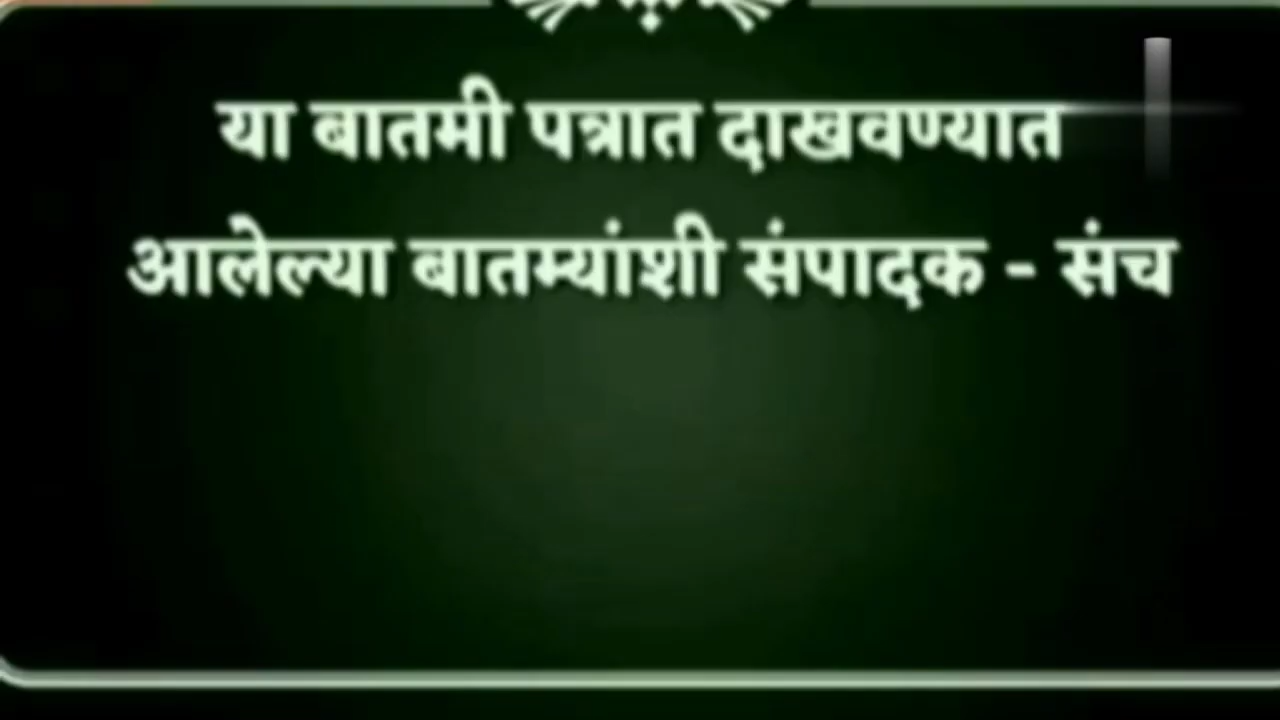 या बातमी पत्रात दाखवण्यात
आलेल्या बातम्यांशी संपादक - संच